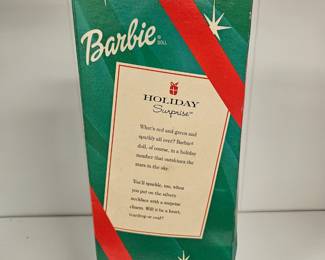 Barbie®
DOLL
HOLIDAY
Surprise™
What's red and green and
sparkly all over? Barbie®
doll, of course, in a holiday
number that outshines the
stars in the sky.
You'll sparkle, too, when
you put on the silvery
necklace with a surprise
charm. Will it be a heart,
teardrop or oval?